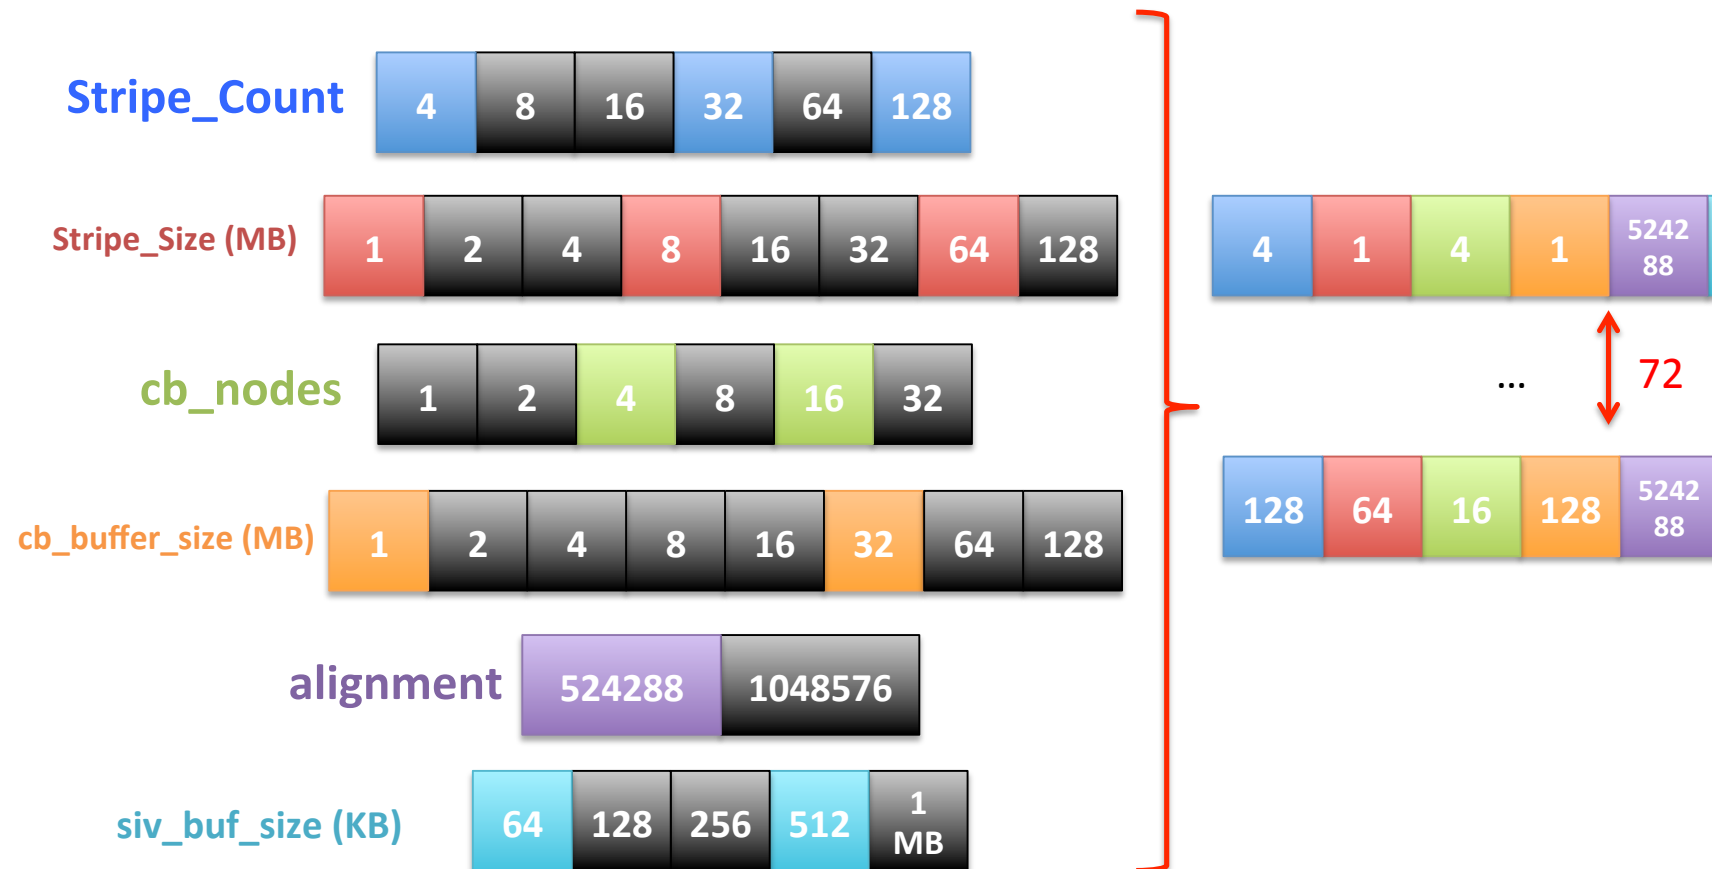 Stripe_Count 4 8 16 32 64 128
Stripe_Size (MB) 1 2 4 8 16 32 64 128
cb_nodes 1 2 4 8 16 32
cb_buffer_size (MB) 1 2 4 8 16 32 64 128
alignment 524288 1048576
siv_buf_size (KB) 64 128 256 512 1
MB
4 1 4 1 5242
88
... 72
128 64 16 128 5242
88